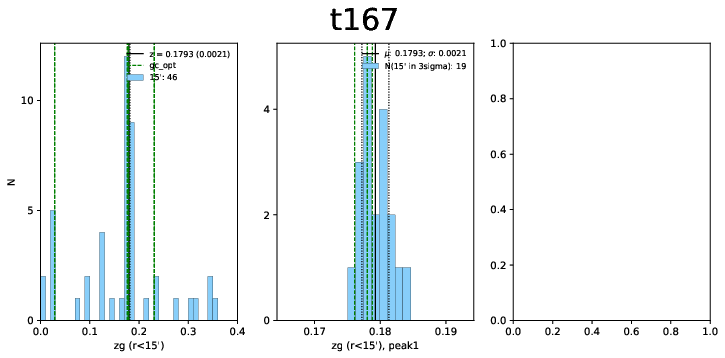 t167
z = 0.1793 (0.0021)
gc_opt
15': 46
N
10
5
0
0.0 0.1 0.2 0.3 0.4
zg (r<15')
μ: 0.1793; σ: 0.0021
N(15' in 3sigma): 19
4
2
0
0.17 0.18 0.19
zg (r<15'), peak1
1.0
0.8
0.6
0.4
0.2
0.0
0.0 0.2 0.4 0.6 0.8 1.0